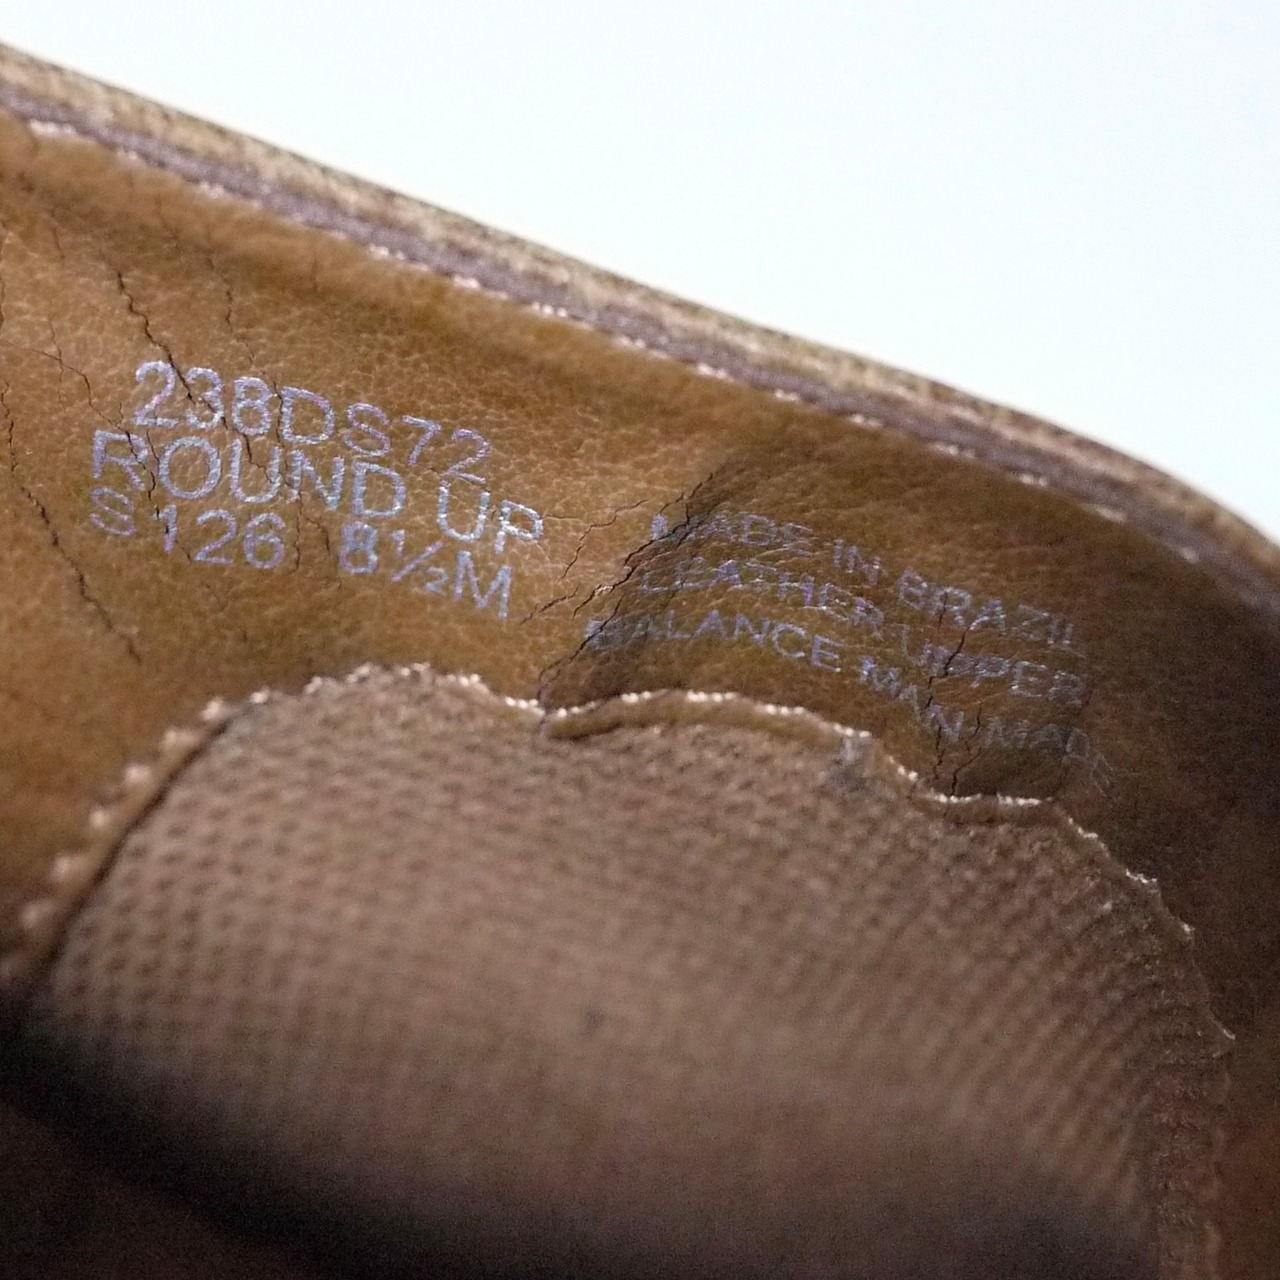 238DS72
ROUND UP
S126 8½M
MADE IN BRAZIL
LEATHER UPPER
BALANCE MAN MADE